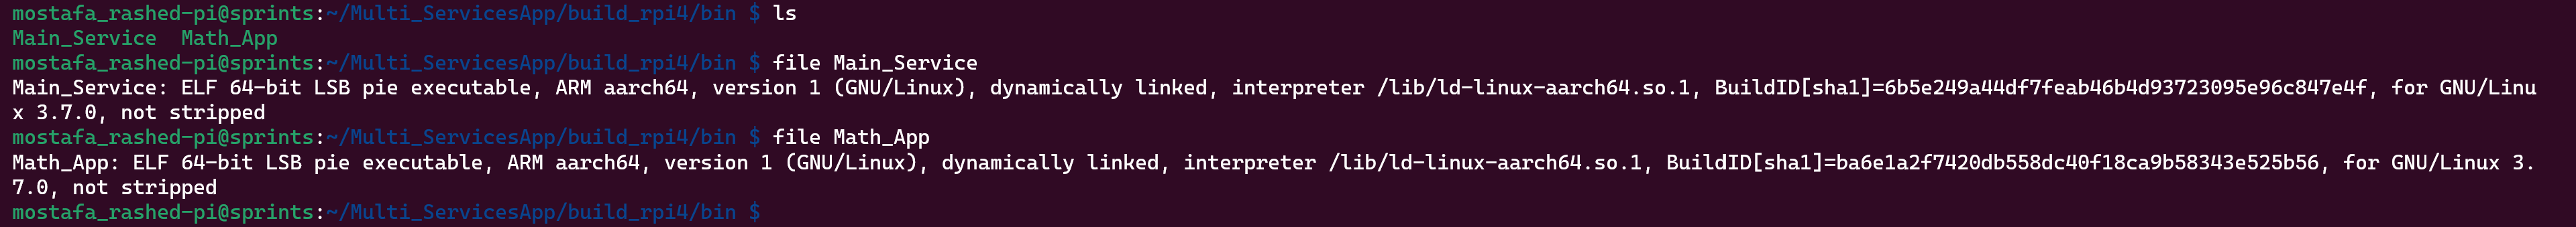 mostafa_rashed-pi@sprints:~/Multi_ServicesApp/build_rpi4/bin $ ls
Main_Service  Math_App
mostafa_rashed-pi@sprints:~/Multi_ServicesApp/build_rpi4/bin $ file Main_Service
Main_Service: ELF 64-bit LSB pie executable, ARM aarch64, version 1 (GNU/Linux), dynamically linked, interpreter /lib/ld-linux-aarch64.so.1, BuildID[sha1]=6b5e249a44df7feab46b4d93723095e96c847e4f, for GNU/Linu
x 3.7.0, not stripped
mostafa_rashed-pi@sprints:~/Multi_ServicesApp/build_rpi4/bin $ file Math_App
Math_App: ELF 64-bit LSB pie executable, ARM aarch64, version 1 (GNU/Linux), dynamically linked, interpreter /lib/ld-linux-aarch64.so.1, BuildID[sha1]=ba6e1a2f7420db558dc40f18ca9b58343e525b56, for GNU/Linux 3.
7.0, not stripped
mostafa_rashed-pi@sprints:~/Multi_ServicesApp/build_rpi4/bin $